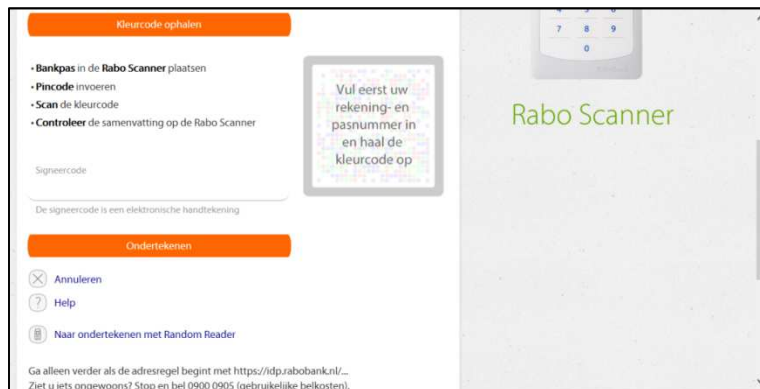 Kleurcode ophalen
• Bankpas in de Rabo Scanner plaatsen
• Pincode invoeren
• Scan de kleurcode
• Controleer de samenvatting op de Rabo Scanner
Vul eerst uw
rekening- en
pasnummer in
en haal de
kleurcode op
Signeercode
De signeercode is een elektronische handtekening
Ondertekenen
Annuleren
? Help
Naar ondertekenen met Random Reader
Ga alleen verder als de adresregel begint met https://idp.rabobank.nl/...
Ziet u iets ongewoons? Stop en bel 0900 0905 (gebruikelijke belkosten).
7 8 9
0
Rabo Scanner